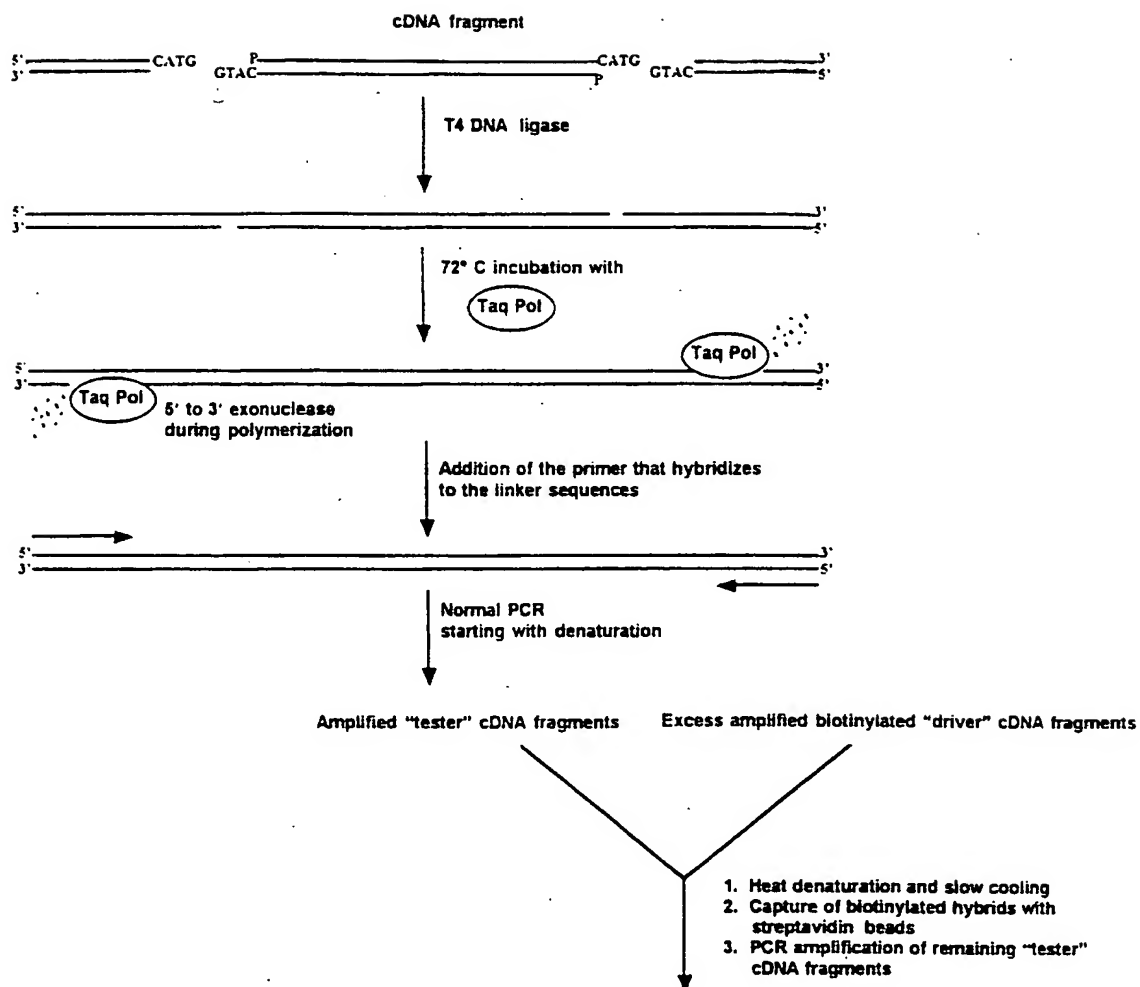 cDNA fragment
5' CATG P CATG 3'
3' GTAC P GTAC 5'
T4 DNA ligase
5' 3'
3' 5'
72° C incubation with
Taq Pol
Taq Pol
5' 3'
3' 5'
Taq Pol
5' to 3' exonuclease
during polymerization
Addition of the primer that hybridizes
to the linker sequences
5' 3'
3' 5'
Normal PCR
starting with denaturation
Amplified "tester" cDNA fragments
Excess amplified biotinylated "driver" cDNA fragments
1. Heat denaturation and slow cooling
2. Capture of biotinylated hybrids with
streptavidin beads
3. PCR amplification of remaining "tester"
cDNA fragments